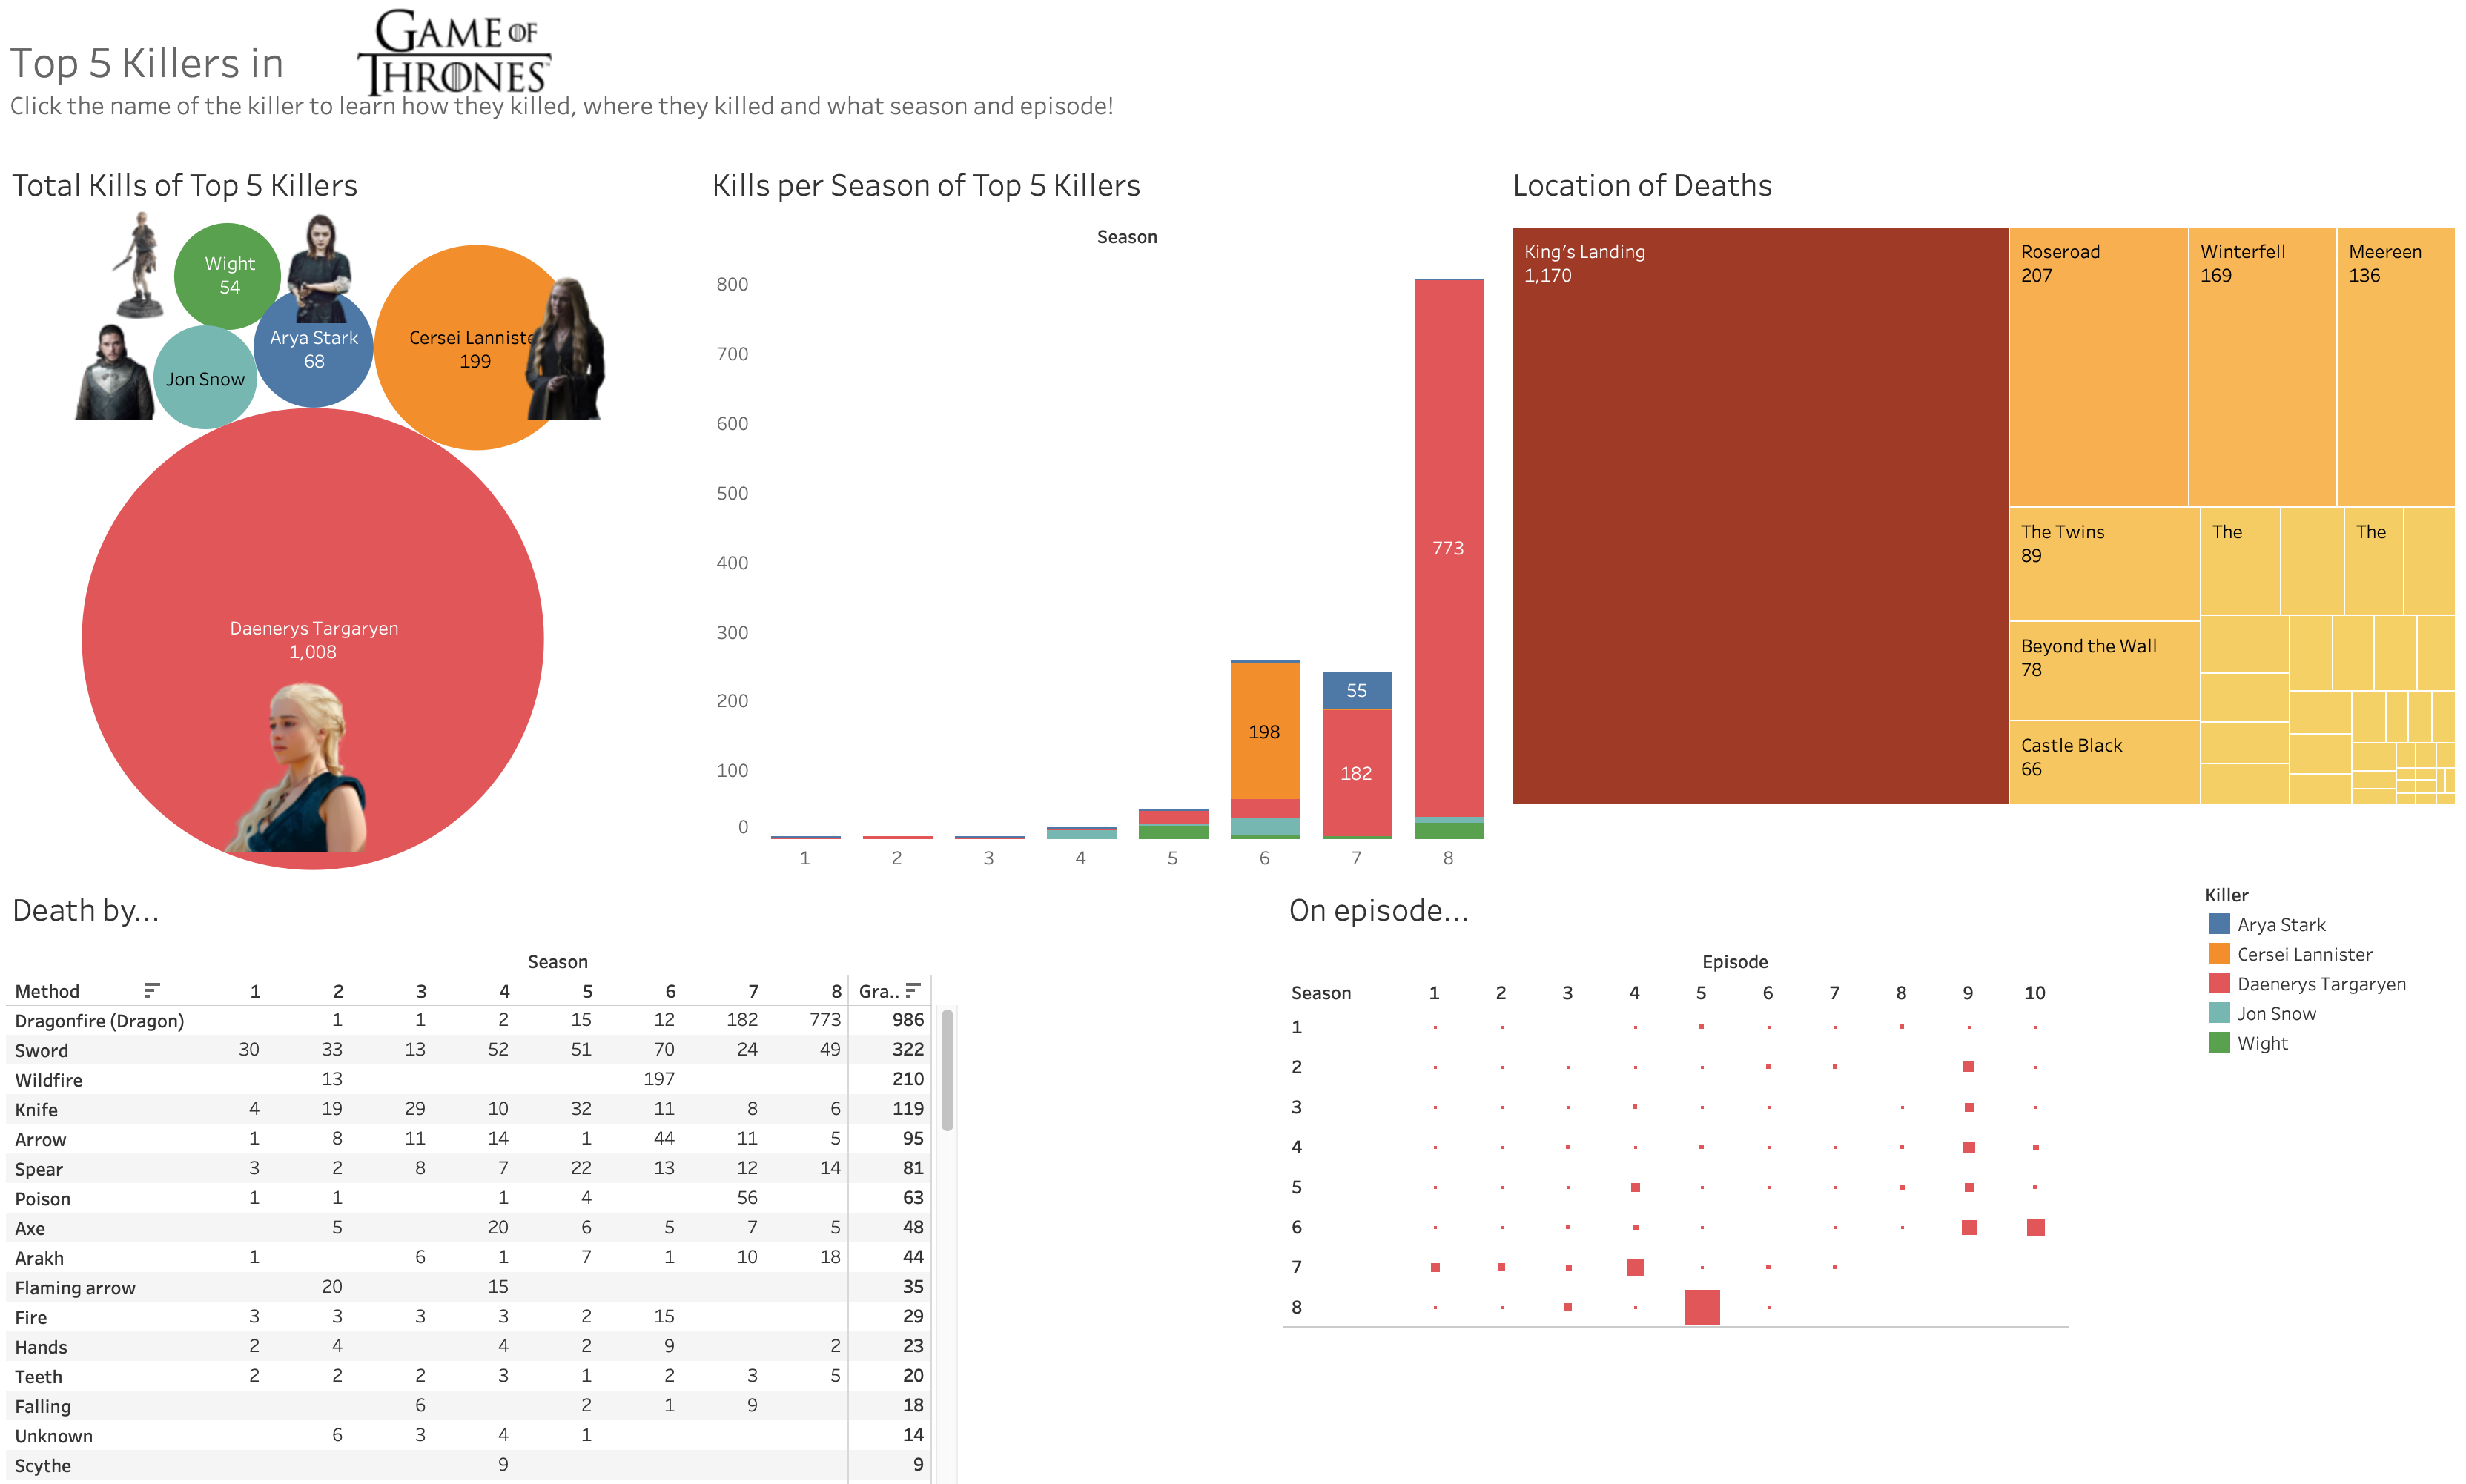 Top 5 Killers in
GAME OF
THRONES
Click the name of the killer to learn how they killed, where they killed and what season and episode!
Total Kills of Top 5 Killers
Wight
54
Arya Stark
68
Cersei Lanniste
199
Jon Snow
Daenerys Targaryen
1,008
Kills per Season of Top 5 Killers
Season
800
700
600
500
400
300
200
100
0
198
55
182
773
1 2 3 4 5 6 7 8
Location of Deaths
King's Landing
1,170
Roseroad
207
Winterfell
169
Meereen
136
The Twins
89
The
The
Beyond the Wall
78
Castle Black
66
Death by...
Season
Method 1 2 3 4 5 6 7 8 Gra..
Dragonfire (Dragon) 1 1 2 15 12 182 773 986
Sword 30 33 13 52 51 70 24 49 322
Wildfire 13 197 210
Knife 4 19 29 10 32 11 8 6 119
Arrow 1 8 11 14 1 44 11 5 95
Spear 3 2 8 7 22 13 12 14 81
Poison 1 1 1 4 56 63
Axe 5 20 6 5 7 5 48
Arakh 1 6 1 7 1 10 18 44
Flaming arrow 20 15 35
Fire 3 3 3 3 2 15 29
Hands 2 4 4 2 9 2 23
Teeth 2 2 2 3 1 2 3 5 20
Falling 6 2 1 9 18
Unknown 6 3 4 1 14
Scythe 9 9
On episode...
Episode
Season 1 2 3 4 5 6 7 8 9 10
1
2
3
4
5
6
7
8
Killer
Arya Stark
Cersei Lannister
Daenerys Targaryen
Jon Snow
Wight